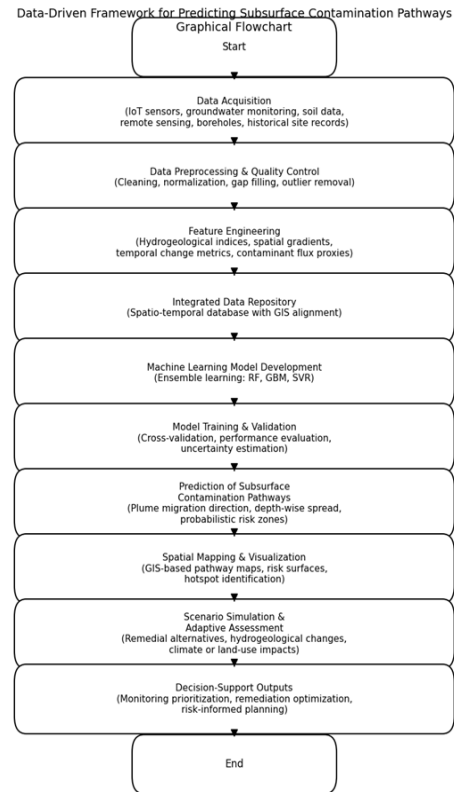 Data-Driven Framework for Predicting Subsurface Contamination Pathways
Graphical Flowchart
Start
Data Acquisition
(IoT sensors, groundwater monitoring, soil data,
remote sensing, boreholes, historical site records)
Data Preprocessing & Quality Control
(Cleaning, normalization, gap filling, outlier removal)
Feature Engineering
(Hydrogeological indices, spatial gradients,
temporal change metrics, contaminant flux proxies)
Integrated Data Repository
(Spatio-temporal database with GIS alignment)
Machine Learning Model Development
(Ensemble learning: RF, GBM, SVR)
Model Training & Validation
(Cross-validation, performance evaluation,
uncertainty estimation)
Prediction of Subsurface
Contamination Pathways
(Plume migration direction, depth-wise spread,
probabilistic risk zones)
Spatial Mapping & Visualization
(GIS-based pathway maps, risk surfaces,
hotspot identification)
Scenario Simulation &
Adaptive Assessment
(Remedial alternatives, hydrogeological changes,
climate or land-use impacts)
Decision-Support Outputs
(Monitoring prioritization, remediation optimization,
risk-informed planning)
End